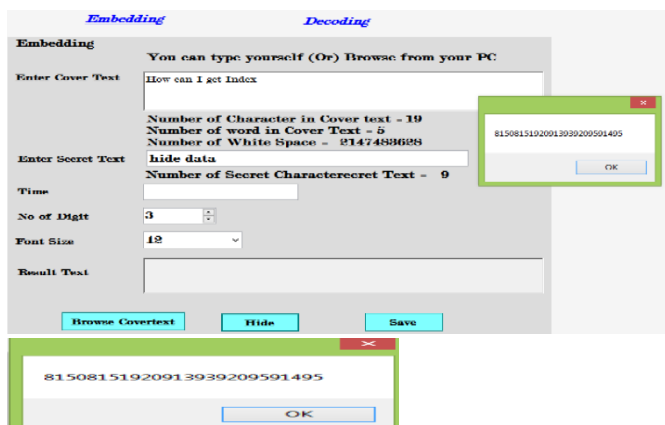 Embedding Decoding
Embedding
You can type yourself (Or) Browse from your PC
Enter Cover Text
How can I get Index
Number of Character in Cover text - 19
Number of word in Cover Text - 5
Number of White Space - 2147483628
81508151920913939209591495
OK
Enter Secret Text
hide data
Number of Secret Characterecret Text - 9
Time
No of Digit
3
Font Size
12
Result Text
Browse Covertext Hide Save
81508151920913939209591495
OK